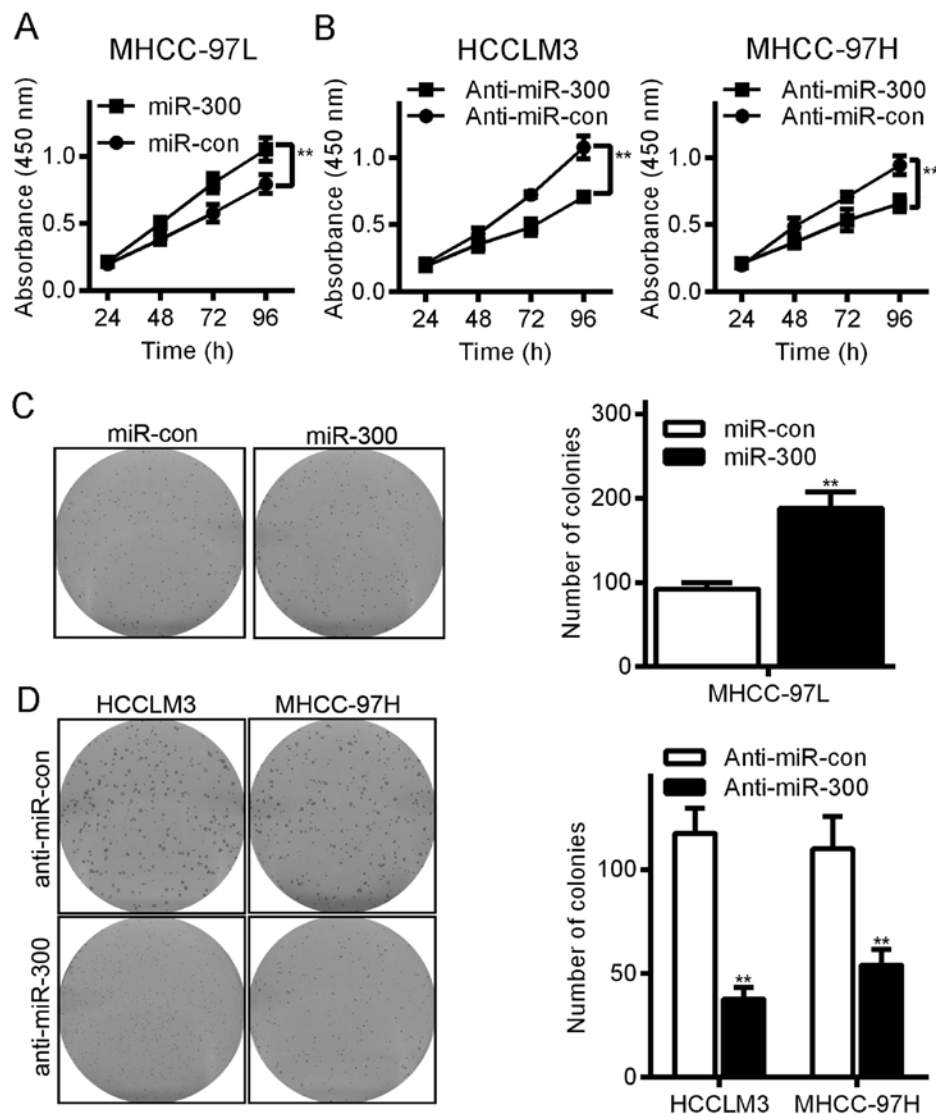 A
MHCC-97L
miR-300
miR-con
Absorbance (450 nm)
1.0
0.5
0.0
24 48 72 96
Time (h)
**
B
HCCLM3
Anti-miR-300
Anti-miR-con
Absorbance (450 nm)
1.0
0.5
0.0
24 48 72 96
Time (h)
**
MHCC-97H
Anti-miR-300
Anti-miR-con
Absorbance (450 nm)
1.0
0.5
0.0
24 48 72 96
Time (h)
**
C
miR-con miR-300
Number of colonies
300
200
100
0
miR-con
miR-300
**
MHCC-97L
D
HCCLM3 MHCC-97H
anti-miR-con
anti-miR-300
Number of colonies
100
50
0
Anti-miR-con
Anti-miR-300
**
**
HCCLM3 MHCC-97H